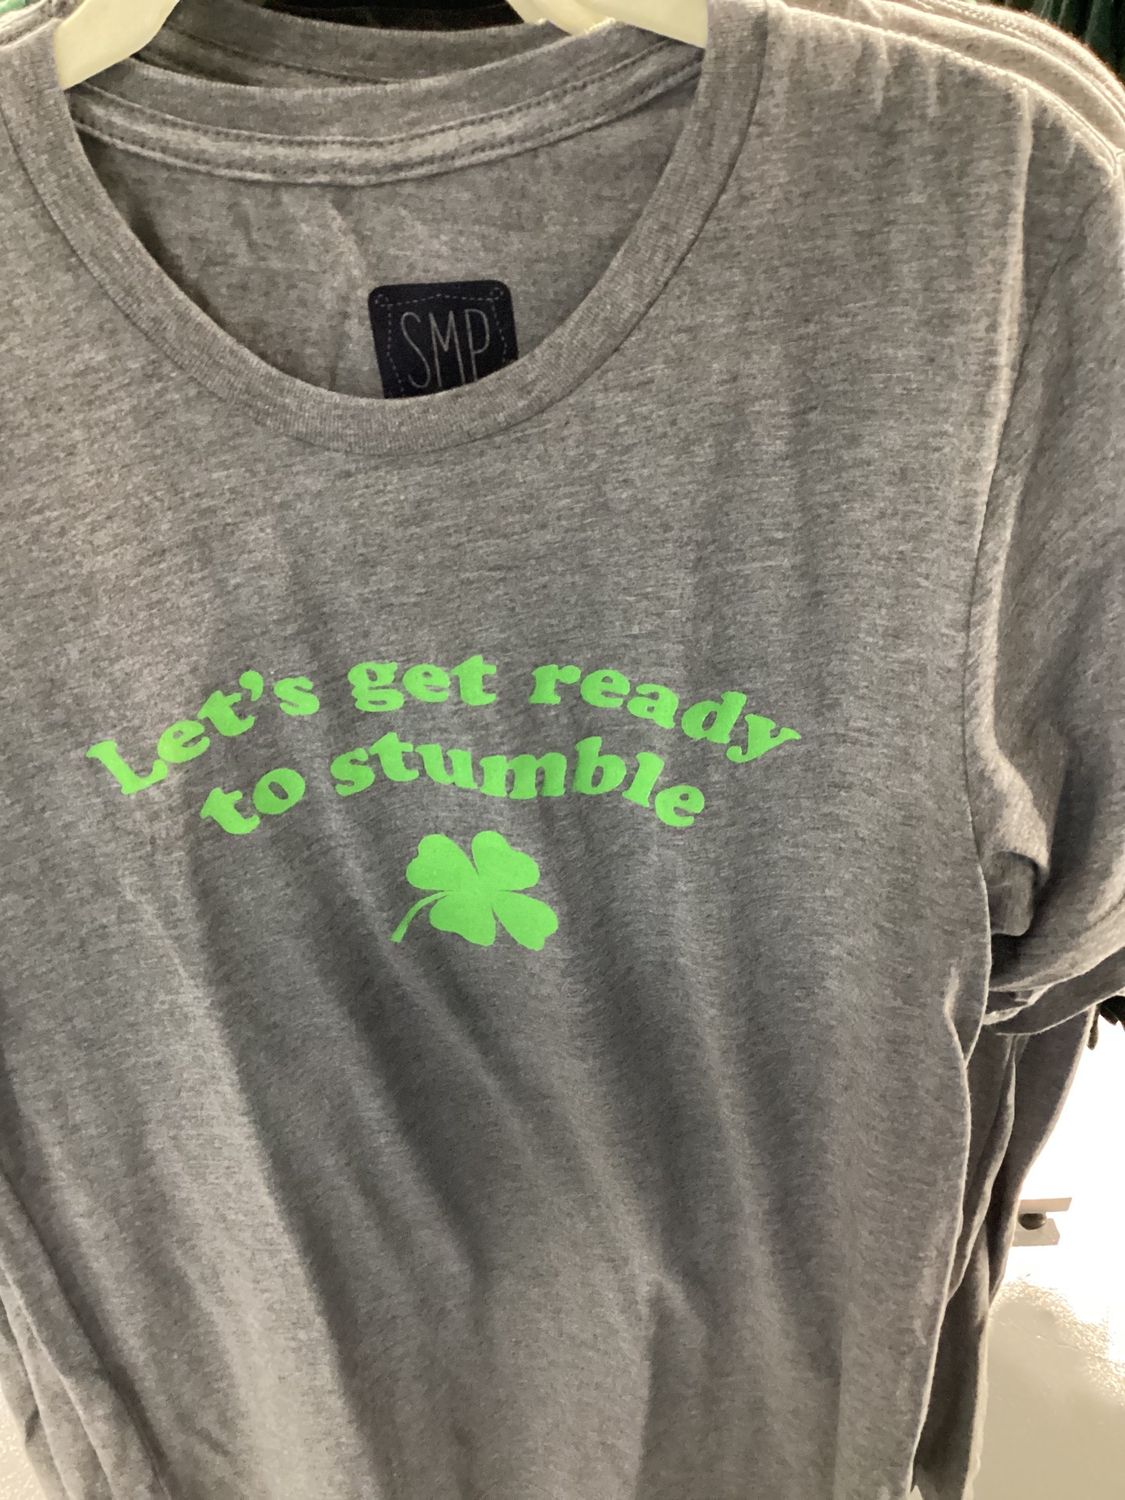 SMP
Let's get ready
to stumble